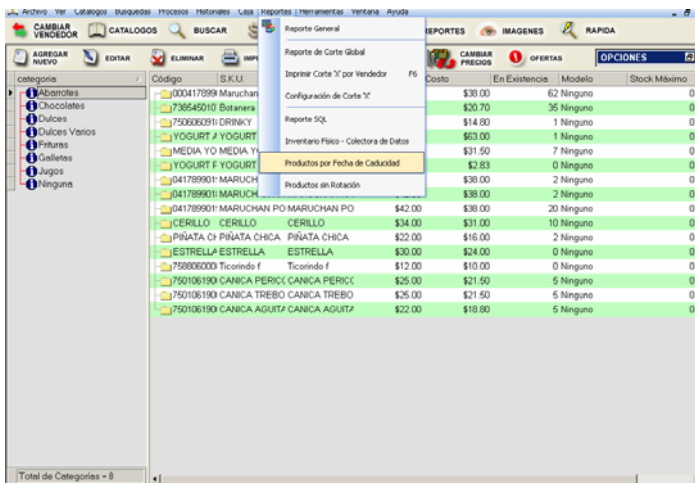 Archivo Ver Catalogos Busquedas Procesos Historiales Caja Reportes Herramientas Ventana Ayuda
CAMBIAR VENDEDOR CATALOGOS BUSCAR REPORTES IMAGENES RAPIDA
AGREGAR NUEVO EDITAR ELIMINAR CAMBIAR PRECIOS OFERTAS OPCIONES
Reporte General
Reporte de Corte Global
Imprimir Corte 'X' por Vendedor F6
Configuración de Corte 'X'
Reporte SQL
Inventario Físico - Colectora de Datos
Productos por Fecha de Caducidad
Productos sin Rotación
categoria
Abarrotes
Chocolates
Dulces
Dulces Varios
Frituras
Galletas
Jugos
Ninguna
Código S.K.U. Costo En Existencia Modelo Stock Máximo
000417899 Maruchan $38.00 62 Ninguno 0
738545010 Botanera $20.70 35 Ninguno 0
750606091 DRINKY $14.80 1 Ninguno 0
YOGURT YOGURT $63.00 1 Ninguno 0
MEDIA YO MEDIA Y $31.50 7 Ninguno 0
YOGURT F YOGURT $2.83 0 Ninguno 0
041789901 MARUCH $38.00 2 Ninguno 0
041789901 MARUCH $38.00 2 Ninguno 0
041789901 MARUCHAN PO MARUCHAN PO $42.00 $38.00 20 Ninguno 0
CERILLO CERILLO CERILLO $34.00 $31.00 10 Ninguno 0
PIÑATA CH PIÑATA CHICA PIÑATA CHICA $22.00 $16.00 2 Ninguno 0
ESTRELLA ESTRELLA ESTRELLA $30.00 $24.00 0 Ninguno 0
758806000 Ticorindo f Ticorindo f $12.00 $10.00 0 Ninguno 0
750106190 CANICA PERICO CANICA PERICO $25.00 $21.50 5 Ninguno 0
750106190 CANICA TREBO CANICA TREBO $25.00 $21.50 5 Ninguno 0
750106190 CANICA AGUITA CANICA AGUITA $22.00 $18.80 6 Ninguno 0
Total de Categorías = 8